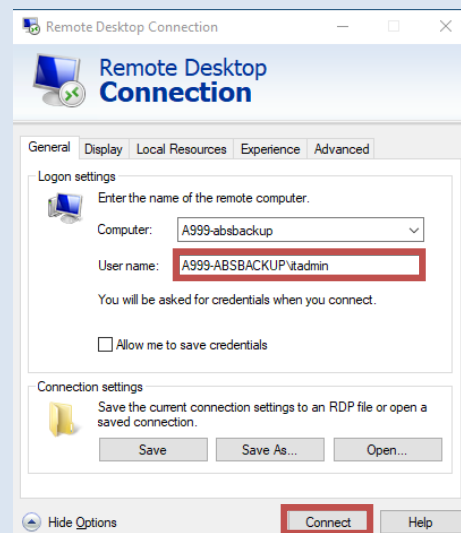 Remote Desktop Connection
Remote Desktop
Connection
General Display Local Resources Experience Advanced
Logon settings
Enter the name of the remote computer.
Computer: A999-absbackup
User name: A999-ABSBACKUP\itadmin
You will be asked for credentials when you connect.
Allow me to save credentials
Connection settings
Save the current connection settings to an RDP file or open a
saved connection.
Save Save As... Open...
Hide Options Connect Help